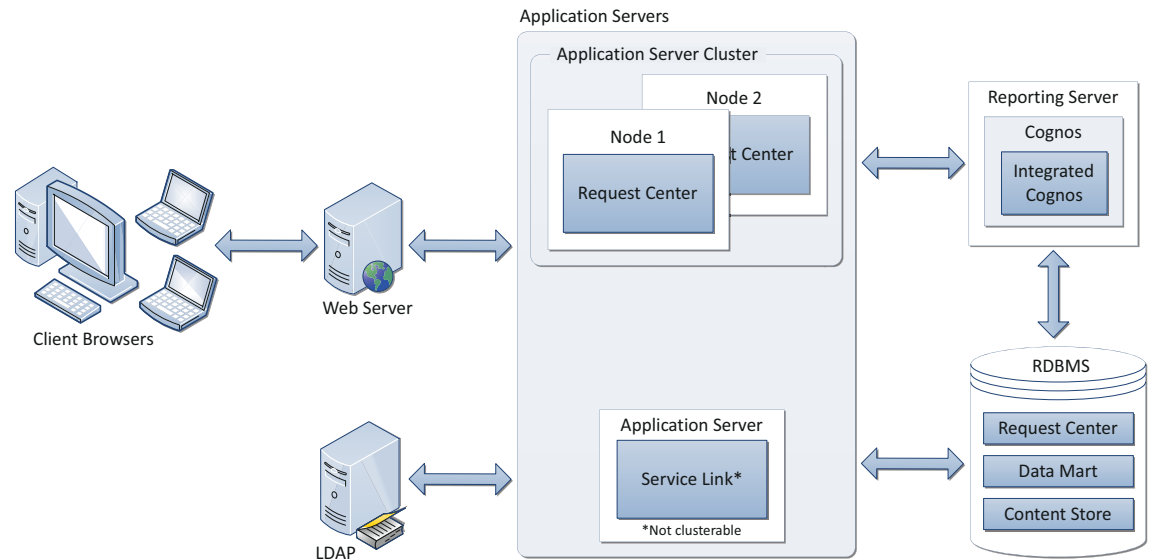 Application Servers
Application Server Cluster
Node 2
t Center
Node 1
Request Center
Reporting Server
Cognos
Integrated
Cognos
Web Server
Client Browsers
RDBMS
Request Center
Data Mart
Content Store
Application Server
Service Link*
*Not clusterable
LDAP